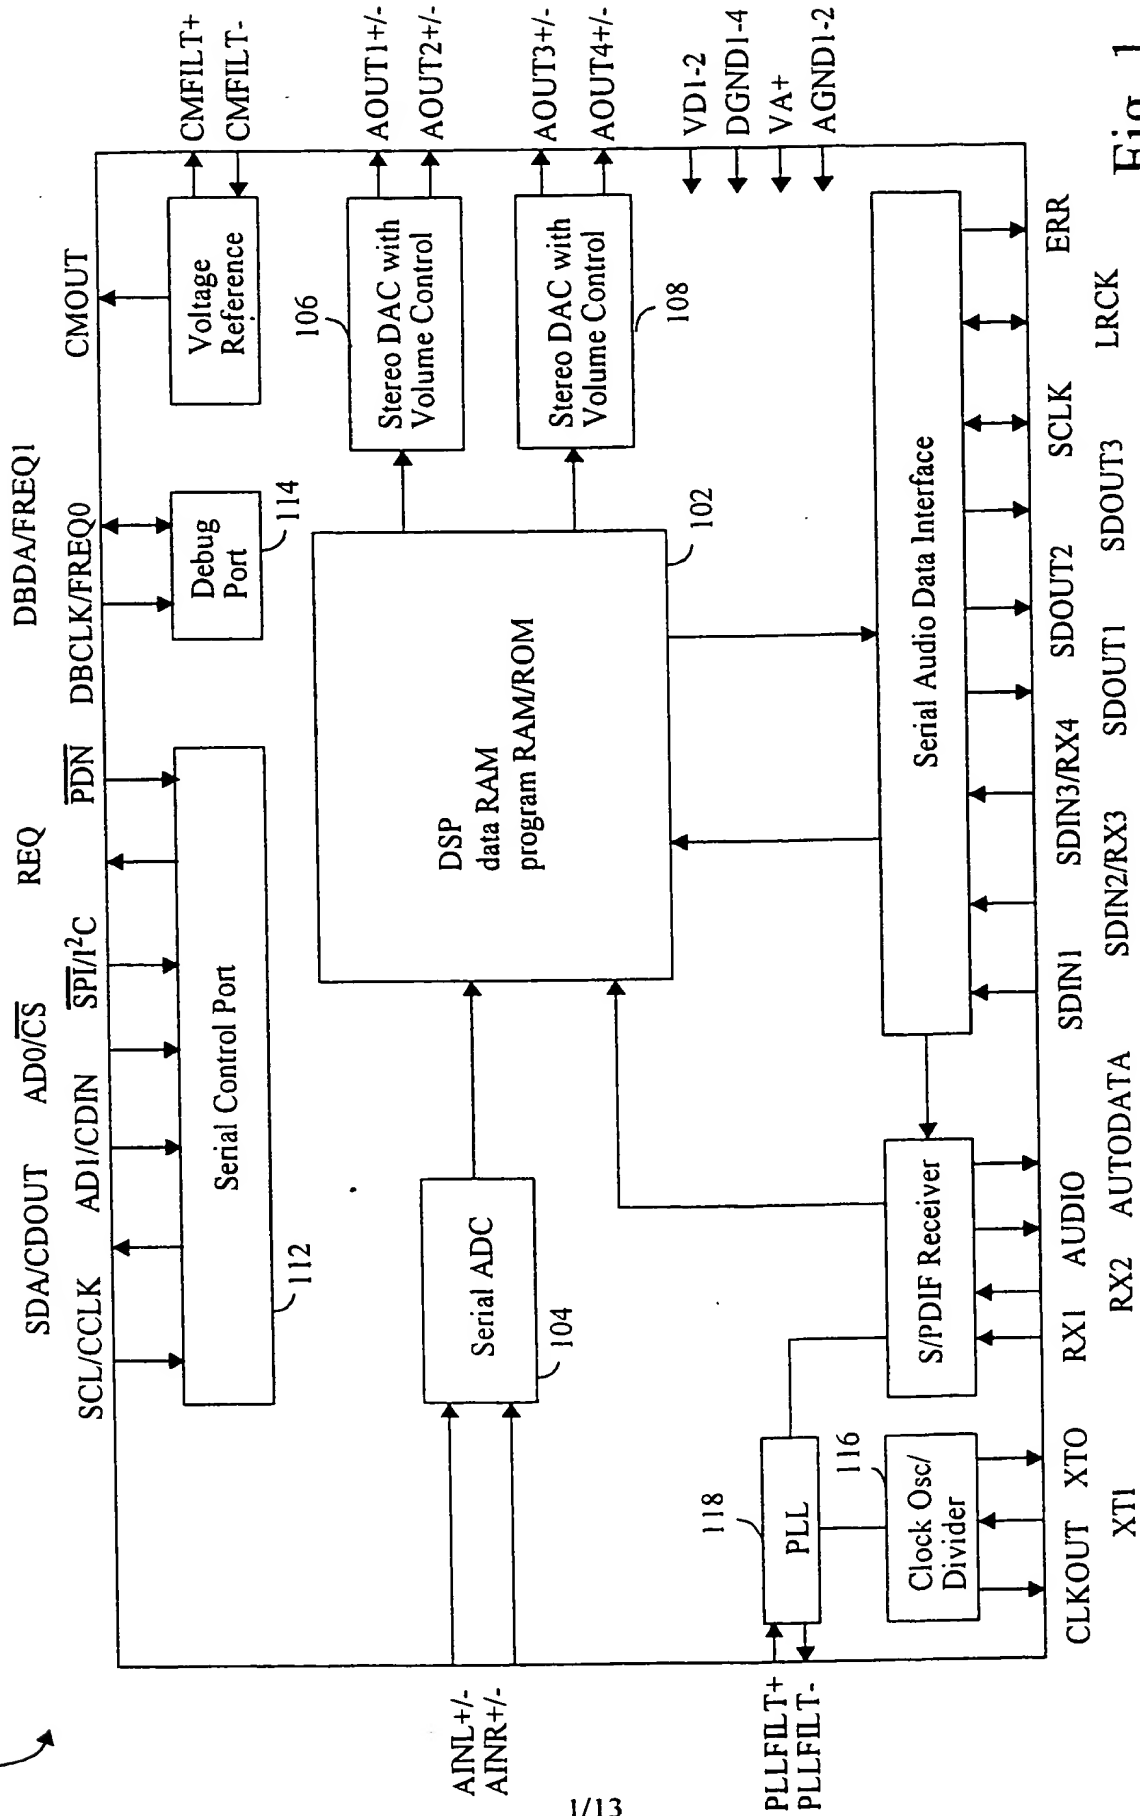 SDA/CDOUT
AD0/CS
REQ
DBDA/FREQ1
SCL/CCLK
AD1/CDIN
SPI/I²C
PDN
DBCLK/FREQ0
CMOUT
CMFILT+
CMFILT-
Serial Control Port
112
Debug
Port
114
Voltage
Reference
106
Stereo DAC with
Volume Control
AOUT1+/-
AOUT2+/-
AINL+/-
AINR+/-
Serial ADC
104
DSP
data RAM
program RAM/ROM
102
Stereo DAC with
Volume Control
108
AOUT3+/-
AOUT4+/-
VD1-2
DGND1-4
VA+
AGND1-2
PLLFILT+
PLLFILT-
118
PLL
116
Clock Osc/
Divider
S/PDIF Receiver
Serial Audio Data Interface
CLKOUT
XTO
RX1
AUDIO
SDIN1
SDIN3/RX4
SDOUT2
SCLK
ERR
XT1
RX2
AUTODATA
SDIN2/RX3
SDOUT1
SDOUT3
LRCK
Fig. 1
1/13